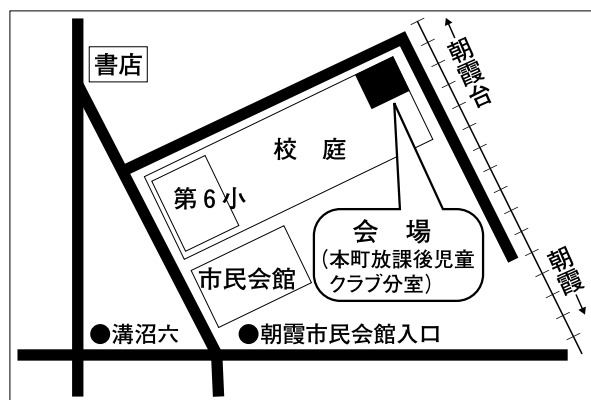 書店
朝霞台
校庭
第6小
会場
(本町放課後児童
クラブ分室)
市民会館
朝霞
●溝沼六
●朝霞市民会館入口